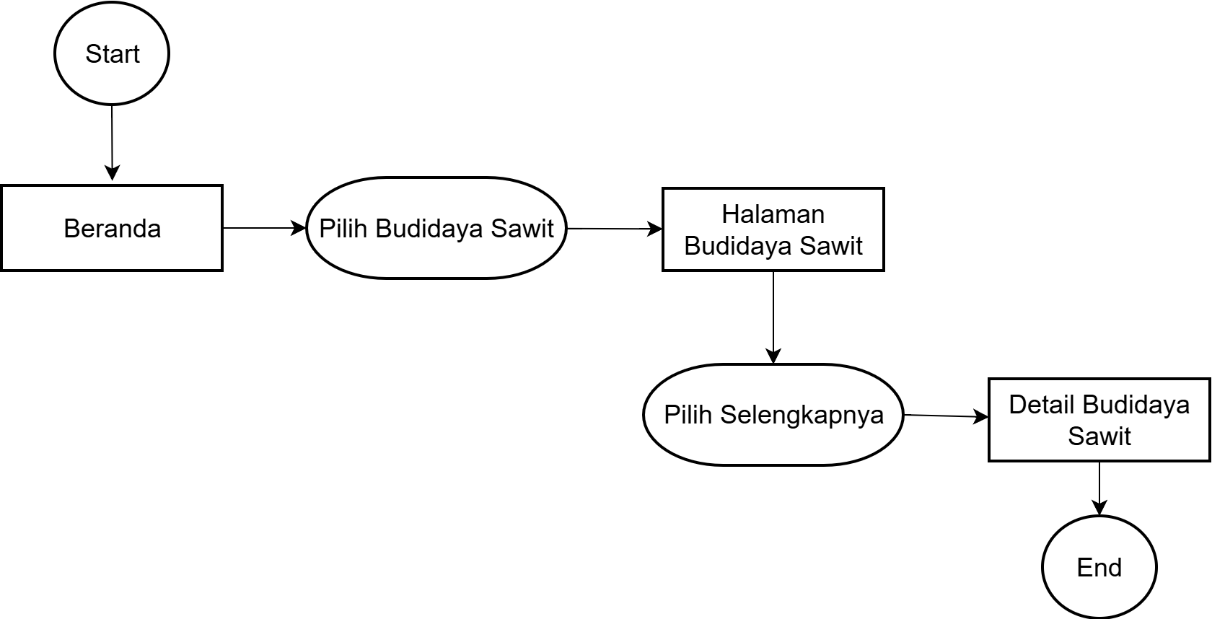 Start
Beranda
Pilih Budidaya Sawit
Halaman
Budidaya Sawit
Pilih Selengkapnya
Detail Budidaya
Sawit
End